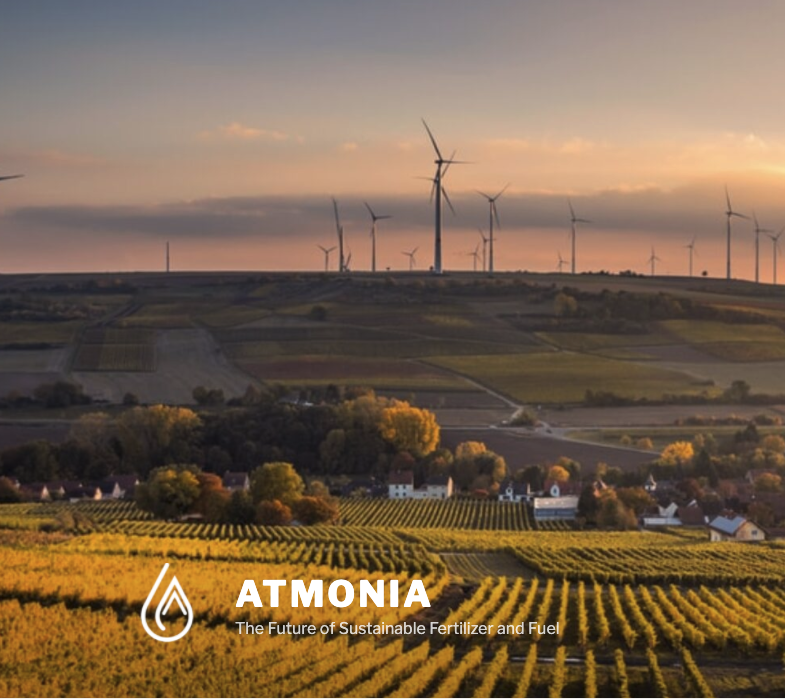 ATMONIA
The Future of Sustainable Fertilizer and Fuel